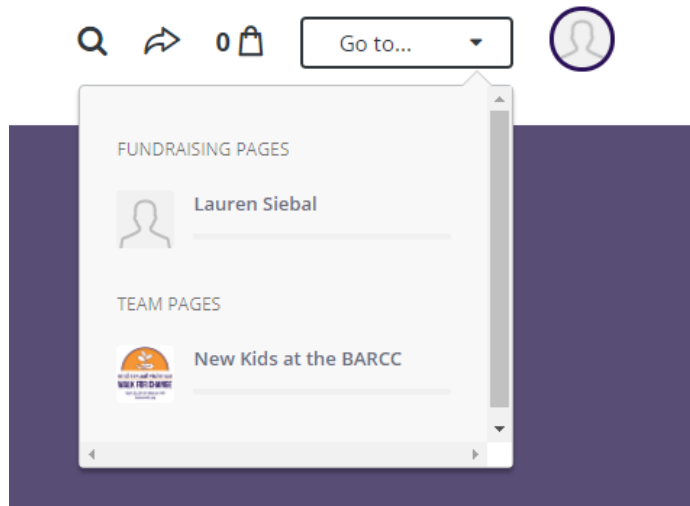 0
Go to...
FUNDRAISING PAGES
Lauren Siebal
TEAM PAGES
New Kids at the BARCC
WALK FOR CHANGE